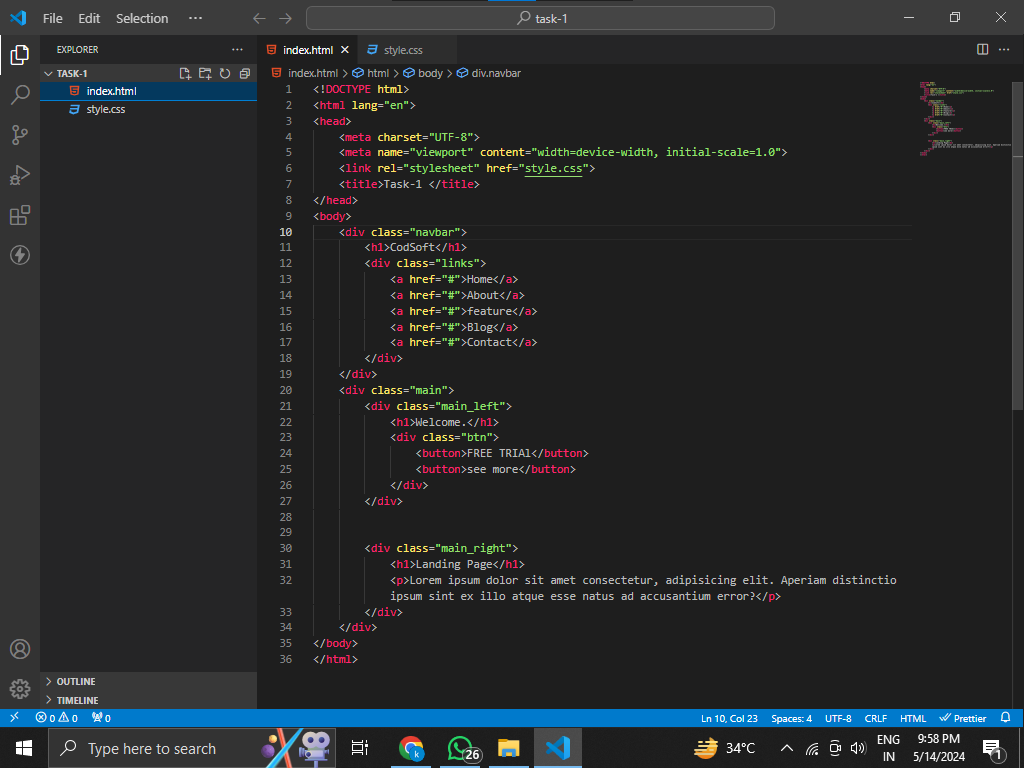 File Edit Selection ···
task-1
EXPLORER ···
TASK-1
index.html
style.css
OUTLINE
TIMELINE
index.html style.css ···
index.html > html > body > div.navbar
1 <!DOCTYPE html>
2 <html lang="en">
3 <head>
4 <meta charset="UTF-8">
5 <meta name="viewport" content="width=device-width, initial-scale=1.0">
6 <link rel="stylesheet" href="style.css">
7 <title>Task-1 </title>
8 </head>
9 <body>
10 <div class="navbar">
11 <h1>CodSoft</h1>
12 <div class="links">
13 <a href="#">Home</a>
14 <a href="#">About</a>
15 <a href="#">feature</a>
16 <a href="#">Blog</a>
17 <a href="#">Contact</a>
18 </div>
19 </div>
20 <div class="main">
21 <div class="main_left">
22 <h1>Welcome.</h1>
23 <div class="btn">
24 <button>FREE TRIAl</button>
25 <button>see more</button>
26 </div>
27 </div>
28
29
30 <div class="main_right">
31 <h1>Landing Page</h1>
32 <p>Lorem ipsum dolor sit amet consectetur, adipisicing elit. Aperiam distinctio
ipsum sint ex illo atque esse natus ad accusantium error?</p>
33 </div>
34 </div>
35 </body>
36 </html>
0 0 0 Ln 10, Col 23 Spaces: 4 UTF-8 CRLF HTML Prettier
Type here to search
k
26
34°C
ENG
IN
9:58 PM
5/14/2024
1